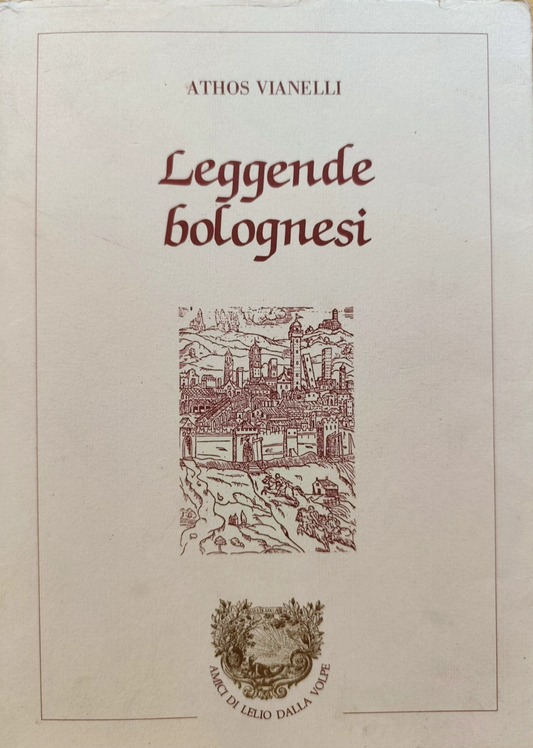 ATHOS VIANELLI
Leggende
bolognesi
AMICI DI LELIO DALLA VOLPE